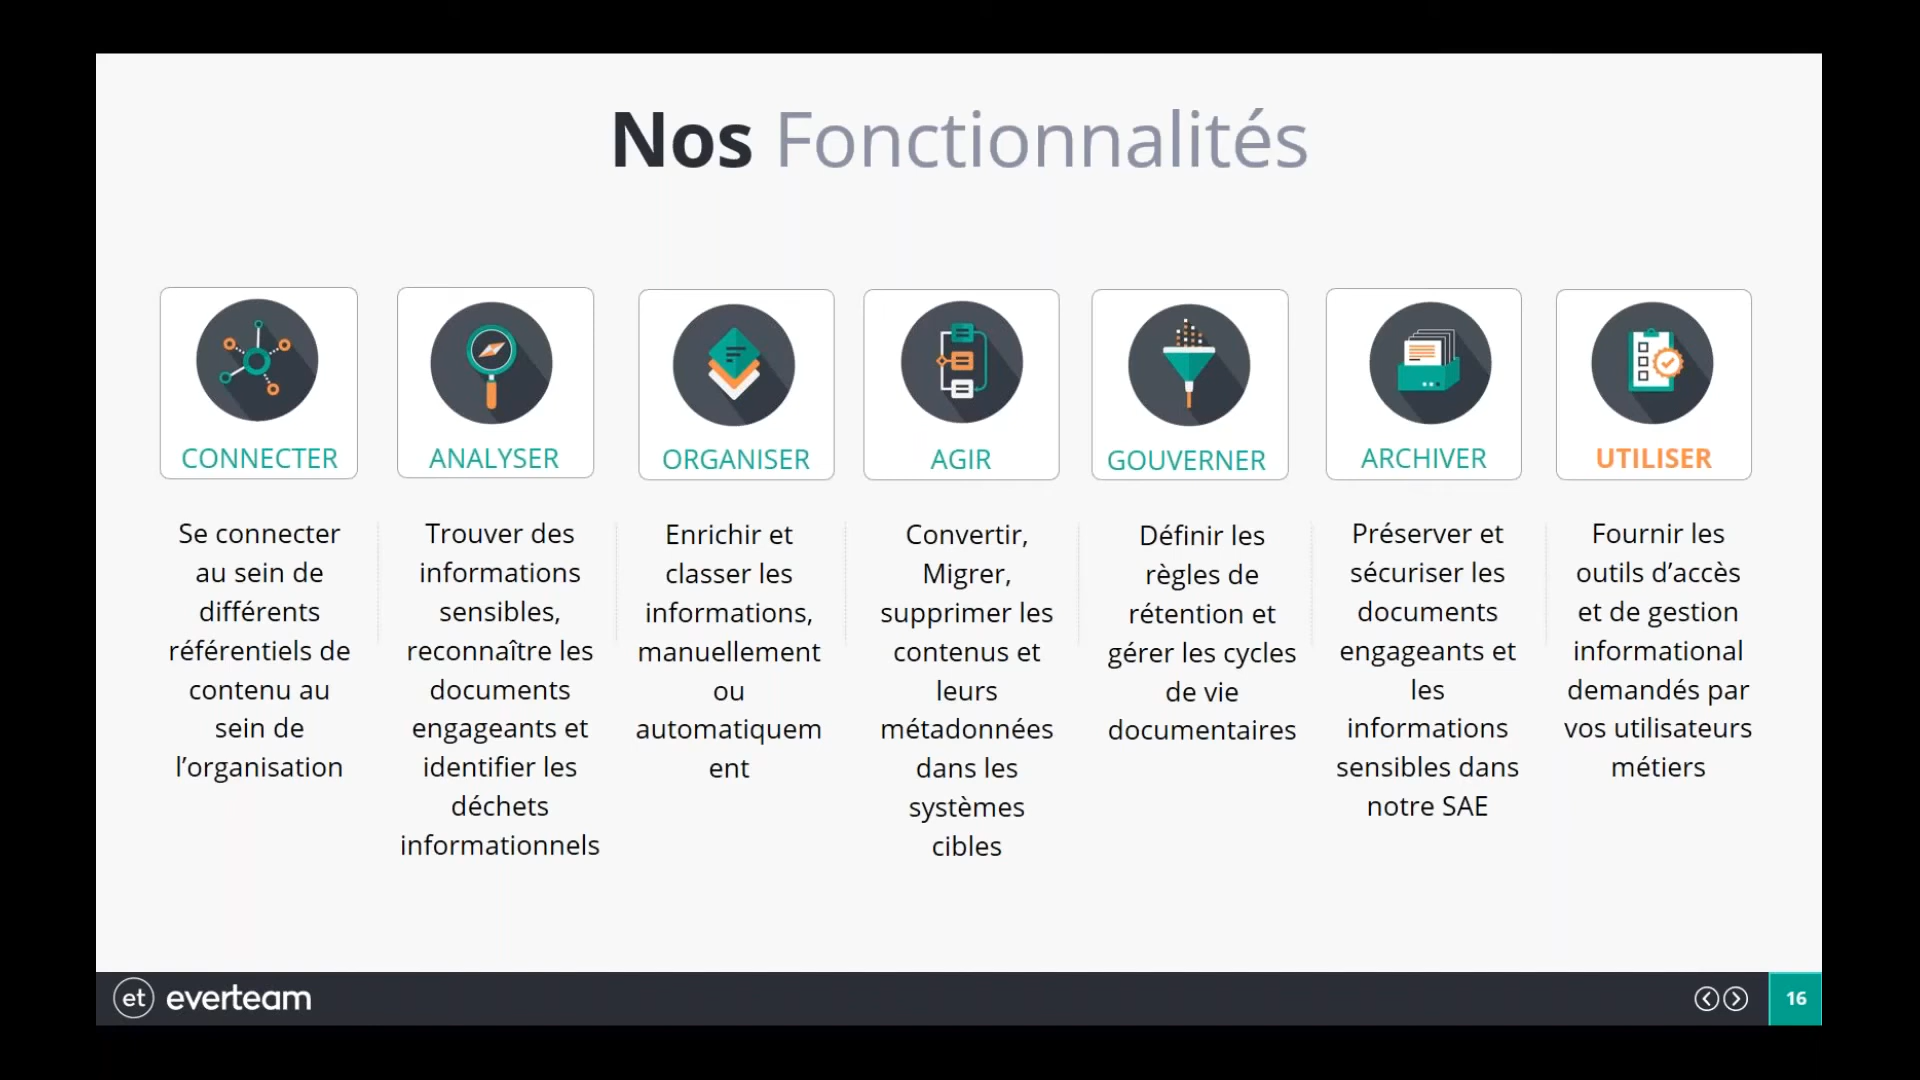 Nos Fonctionnalités
CONNECTER
Se connecter
au sein de
différents
référentiels de
contenu au
sein de
l’organisation
ANALYSER
Trouver des
informations
sensibles,
reconnaître les
documents
engageants et
identifier les
déchets
informationnels
ORGANISER
Enrichir et
classer les
informations,
manuellement
ou
automatiquem
ent
AGIR
Convertir,
Migrer,
supprimer les
contenus et
leurs
métadonnées
dans les
systèmes
cibles
GOUVERNER
Définir les
règles de
rétention et
gérer les cycles
de vie
documentaires
ARCHIVER
Préserver et
sécuriser les
documents
engageants et
les
informations
sensibles dans
notre SAE
UTILISER
Fournir les
outils d’accès
et de gestion
informational
demandés par
vos utilisateurs
métiers
et everteam
16